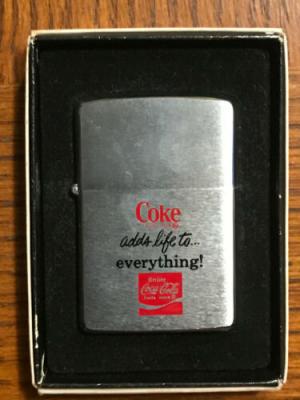 Coke
adds life to...
everything!
Enjoy
Coca-Cola